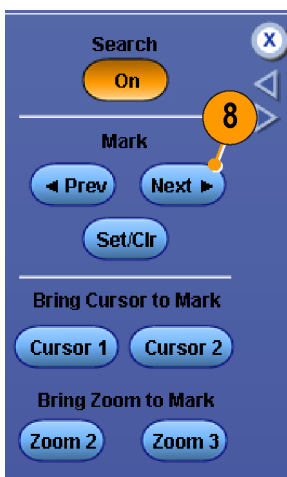 Search
X
On
8
Mark
◄ Prev
Next ►
Set/Clr
Bring Cursor to Mark
Cursor 1
Cursor 2
Bring Zoom to Mark
Zoom 2
Zoom 3